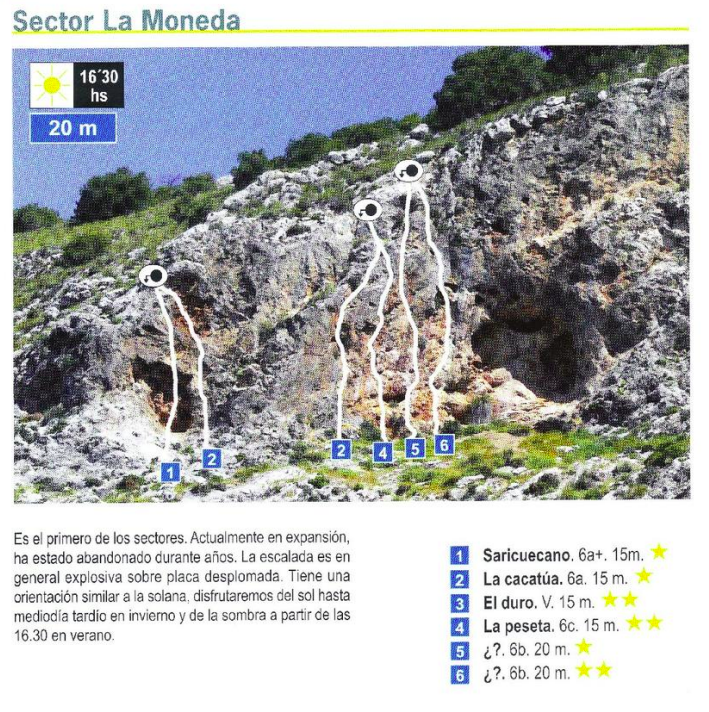 Sector La Moneda
16´30
hs
20 m
1
2
2
4
5
6
Es el primero de los sectores. Actualmente en expansión,
ha estado abandonado durante años. La escalada es en
general explosiva sobre placa desplomada. Tiene una
orientación similar a la solana, disfrutaremos del sol hasta
mediodía tardío en invierno y de la sombra a partir de las
16.30 en verano.
1 Saricuecano. 6a+. 15m.
2 La cacatúa. 6a. 15 m.
3 El duro. V. 15 m.
4 La peseta. 6c. 15 m.
5 ¿?. 6b. 20 m.
6 ¿?. 6b. 20 m.